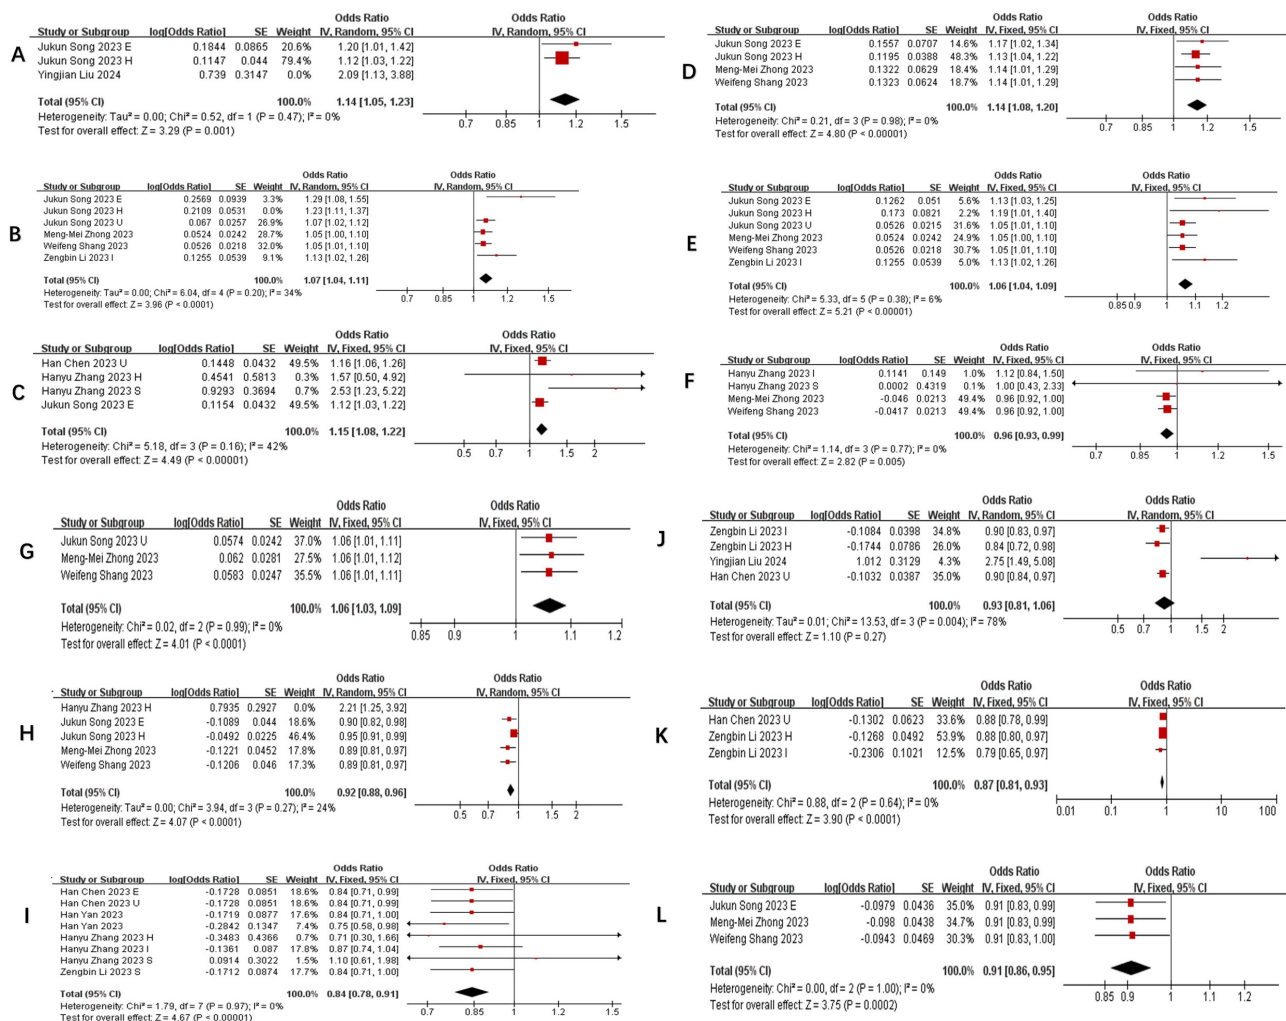 A
Odds Ratio Odds Ratio
Study or Subgroup log[Odds Ratio] SE Weight IV, Random, 95% CI IV, Random, 95% CI
Jukun Song 2023 E 0.1844 0.0865 20.6% 1.20 [1.01, 1.42]
Jukun Song 2023 H 0.1147 0.044 79.4% 1.12 [1.03, 1.22]
Yingjian Liu 2024 0.739 0.3147 0.0% 2.09 [1.13, 3.88]
Total (95% CI) 100.0% 1.14 [1.05, 1.23]
Heterogeneity: Tau² = 0.00; Chi² = 0.52, df = 1 (P = 0.47); I² = 0%
Test for overall effect: Z = 3.29 (P = 0.001)
0.7 0.85 1 1.2 1.5
D
Odds Ratio Odds Ratio
Study or Subgroup log[Odds Ratio] SE Weight IV, Fixed, 95% CI IV, Fixed, 95% CI
Jukun Song 2023 E 0.1557 0.0707 14.6% 1.17 [1.02, 1.34]
Jukun Song 2023 H 0.1195 0.0388 48.3% 1.13 [1.04, 1.22]
Meng-Mei Zhong 2023 0.1322 0.0629 18.4% 1.14 [1.01, 1.29]
Weifeng Shang 2023 0.1323 0.0624 18.7% 1.14 [1.01, 1.29]
Total (95% CI) 100.0% 1.14 [1.08, 1.20]
Heterogeneity: Chi² = 0.21, df = 3 (P = 0.98); I² = 0%
Test for overall effect: Z = 4.80 (P < 0.00001)
0.7 0.85 1 1.2 1.5
B
Odds Ratio Odds Ratio
Study or Subgroup log[Odds Ratio] SE Weight IV, Random, 95% CI IV, Random, 95% CI
Jukun Song 2023 E 0.2569 0.0939 3.3% 1.29 [1.08, 1.55]
Jukun Song 2023 H 0.2109 0.0531 0.0% 1.23 [1.11, 1.37]
Jukun Song 2023 U 0.067 0.0257 26.9% 1.07 [1.02, 1.12]
Meng-Mei Zhong 2023 0.0524 0.0242 28.7% 1.05 [1.00, 1.10]
Weifeng Shang 2023 0.0526 0.0218 32.0% 1.05 [1.01, 1.10]
Zengbin Li 2023 I 0.1255 0.0539 9.1% 1.13 [1.02, 1.26]
Total (95% CI) 100.0% 1.07 [1.04, 1.11]
Heterogeneity: Tau² = 0.00; Chi² = 6.04, df = 4 (P = 0.20); I² = 34%
Test for overall effect: Z = 3.96 (P < 0.0001)
0.7 0.85 1 1.2 1.5
E
Odds Ratio Odds Ratio
Study or Subgroup log[Odds Ratio] SE Weight IV, Fixed, 95% CI IV, Fixed, 95% CI
Jukun Song 2023 E 0.1262 0.051 5.6% 1.13 [1.03, 1.25]
Jukun Song 2023 H 0.173 0.0821 2.2% 1.19 [1.01, 1.40]
Jukun Song 2023 U 0.0526 0.0215 31.6% 1.05 [1.01, 1.10]
Meng-Mei Zhong 2023 0.0524 0.0242 24.9% 1.05 [1.00, 1.10]
Weifeng Shang 2023 0.0526 0.0218 30.7% 1.05 [1.01, 1.10]
Zengbin Li 2023 I 0.1255 0.0539 5.0% 1.13 [1.02, 1.26]
Total (95% CI) 100.0% 1.06 [1.04, 1.09]
Heterogeneity: Chi² = 5.33, df = 5 (P = 0.38); I² = 6%
Test for overall effect: Z = 5.21 (P < 0.00001)
0.85 0.9 1 1.1 1.2
C
Odds Ratio Odds Ratio
Study or Subgroup log[Odds Ratio] SE Weight IV, Fixed, 95% CI IV, Fixed, 95% CI
Han Chen 2023 U 0.1448 0.0432 49.5% 1.16 [1.06, 1.26]
Hanyu Zhang 2023 H 0.4541 0.5813 0.3% 1.57 [0.50, 4.92]
Hanyu Zhang 2023 S 0.9293 0.3694 0.7% 2.53 [1.23, 5.22]
Jukun Song 2023 E 0.1154 0.0432 49.5% 1.12 [1.03, 1.22]
Total (95% CI) 100.0% 1.15 [1.08, 1.22]
Heterogeneity: Chi² = 5.18, df = 3 (P = 0.16); I² = 42%
Test for overall effect: Z = 4.49 (P < 0.00001)
0.5 0.7 1 1.5 2
F
Odds Ratio Odds Ratio
Study or Subgroup log[Odds Ratio] SE Weight IV, Fixed, 95% CI IV, Fixed, 95% CI
Hanyu Zhang 2023 I 0.1141 0.149 1.0% 1.12 [0.84, 1.50]
Hanyu Zhang 2023 S 0.0002 0.4319 0.1% 1.00 [0.43, 2.33]
Meng-Mei Zhong 2023 -0.046 0.0213 49.4% 0.96 [0.92, 1.00]
Weifeng Shang 2023 -0.0417 0.0213 49.4% 0.96 [0.92, 1.00]
Total (95% CI) 100.0% 0.96 [0.93, 0.99]
Heterogeneity: Chi² = 1.14, df = 3 (P = 0.77); I² = 0%
Test for overall effect: Z = 2.82 (P = 0.005)
0.7 0.85 1 1.2 1.5
G
Odds Ratio Odds Ratio
Study or Subgroup log[Odds Ratio] SE Weight IV, Fixed, 95% CI IV, Fixed, 95% CI
Jukun Song 2023 U 0.0574 0.0242 37.0% 1.06 [1.01, 1.11]
Meng-Mei Zhong 2023 0.062 0.0281 27.5% 1.06 [1.01, 1.12]
Weifeng Shang 2023 0.0583 0.0247 35.5% 1.06 [1.01, 1.11]
Total (95% CI) 100.0% 1.06 [1.03, 1.09]
Heterogeneity: Chi² = 0.02, df = 2 (P = 0.99); I² = 0%
Test for overall effect: Z = 4.01 (P < 0.0001)
0.85 0.9 1 1.1 1.2
J
Odds Ratio Odds Ratio
Study or Subgroup log[Odds Ratio] SE Weight IV, Random, 95% CI IV, Random, 95% CI
Zengbin Li 2023 I -0.1084 0.0398 34.8% 0.90 [0.83, 0.97]
Zengbin Li 2023 H -0.1744 0.0786 26.0% 0.84 [0.72, 0.98]
Yingjian Liu 2024 1.012 0.3129 4.3% 2.75 [1.49, 5.08]
Han Chen 2023 U -0.1032 0.0387 35.0% 0.90 [0.84, 0.97]
Total (95% CI) 100.0% 0.93 [0.81, 1.06]
Heterogeneity: Tau² = 0.01; Chi² = 13.53, df = 3 (P = 0.004); I² = 78%
Test for overall effect: Z = 1.10 (P = 0.27)
0.5 0.7 1 1.5 2
H
Odds Ratio Odds Ratio
Study or Subgroup log[Odds Ratio] SE Weight IV, Random, 95% CI IV, Random, 95% CI
Hanyu Zhang 2023 H 0.7935 0.2927 0.0% 2.21 [1.25, 3.92]
Jukun Song 2023 E -0.1089 0.044 18.6% 0.90 [0.82, 0.98]
Jukun Song 2023 H -0.0492 0.0225 46.4% 0.95 [0.91, 0.99]
Meng-Mei Zhong 2023 -0.1221 0.0452 17.8% 0.89 [0.81, 0.97]
Weifeng Shang 2023 -0.1206 0.046 17.3% 0.89 [0.81, 0.97]
Total (95% CI) 100.0% 0.92 [0.88, 0.96]
Heterogeneity: Tau² = 0.00; Chi² = 3.94, df = 3 (P = 0.27); I² = 24%
Test for overall effect: Z = 4.07 (P < 0.0001)
0.5 0.7 1 1.5 2
K
Odds Ratio Odds Ratio
Study or Subgroup log[Odds Ratio] SE Weight IV, Fixed, 95% CI IV, Fixed, 95% CI
Han Chen 2023 U -0.1302 0.0623 33.6% 0.88 [0.78, 0.99]
Zengbin Li 2023 H -0.1268 0.0492 53.9% 0.88 [0.80, 0.97]
Zengbin Li 2023 I -0.2306 0.1021 12.5% 0.79 [0.65, 0.97]
Total (95% CI) 100.0% 0.87 [0.81, 0.93]
Heterogeneity: Chi² = 0.88, df = 2 (P = 0.64); I² = 0%
Test for overall effect: Z = 3.90 (P < 0.0001)
0.01 0.1 1 10 100
I
Odds Ratio Odds Ratio
Study or Subgroup log[Odds Ratio] SE Weight IV, Fixed, 95% CI IV, Fixed, 95% CI
Han Chen 2023 E -0.1728 0.0851 18.6% 0.84 [0.71, 0.99]
Han Chen 2023 U -0.1728 0.0851 18.6% 0.84 [0.71, 0.99]
Han Yan 2023 -0.1719 0.0877 17.5% 0.84 [0.71, 1.00]
Han Yan 2023 -0.2842 0.1347 7.4% 0.75 [0.58, 0.98]
Hanyu Zhang 2023 H -0.3483 0.4366 0.7% 0.71 [0.30, 1.66]
Hanyu Zhang 2023 I -0.1361 0.087 17.8% 0.87 [0.74, 1.04]
Hanyu Zhang 2023 S 0.0914 0.3022 1.5% 1.10 [0.61, 1.98]
Zengbin Li 2023 S -0.1712 0.0874 17.7% 0.84 [0.71, 1.00]
Total (95% CI) 100.0% 0.84 [0.78, 0.91]
Heterogeneity: Chi² = 1.79, df = 7 (P = 0.97); I² = 0%
Test for overall effect: Z = 4.67 (P < 0.00001)
0.7 0.85 1 1.2 1.5
L
Odds Ratio Odds Ratio
Study or Subgroup log[Odds Ratio] SE Weight IV, Fixed, 95% CI IV, Fixed, 95% CI
Jukun Song 2023 E -0.0979 0.0436 35.0% 0.91 [0.83, 0.99]
Meng-Mei Zhong 2023 -0.098 0.0438 34.7% 0.91 [0.83, 0.99]
Weifeng Shang 2023 -0.0943 0.0469 30.3% 0.91 [0.83, 1.00]
Total (95% CI) 100.0% 0.91 [0.86, 0.95]
Heterogeneity: Chi² = 0.00, df = 2 (P = 1.00); I² = 0%
Test for overall effect: Z = 3.75 (P = 0.0002)
0.85 0.9 1 1.1 1.2